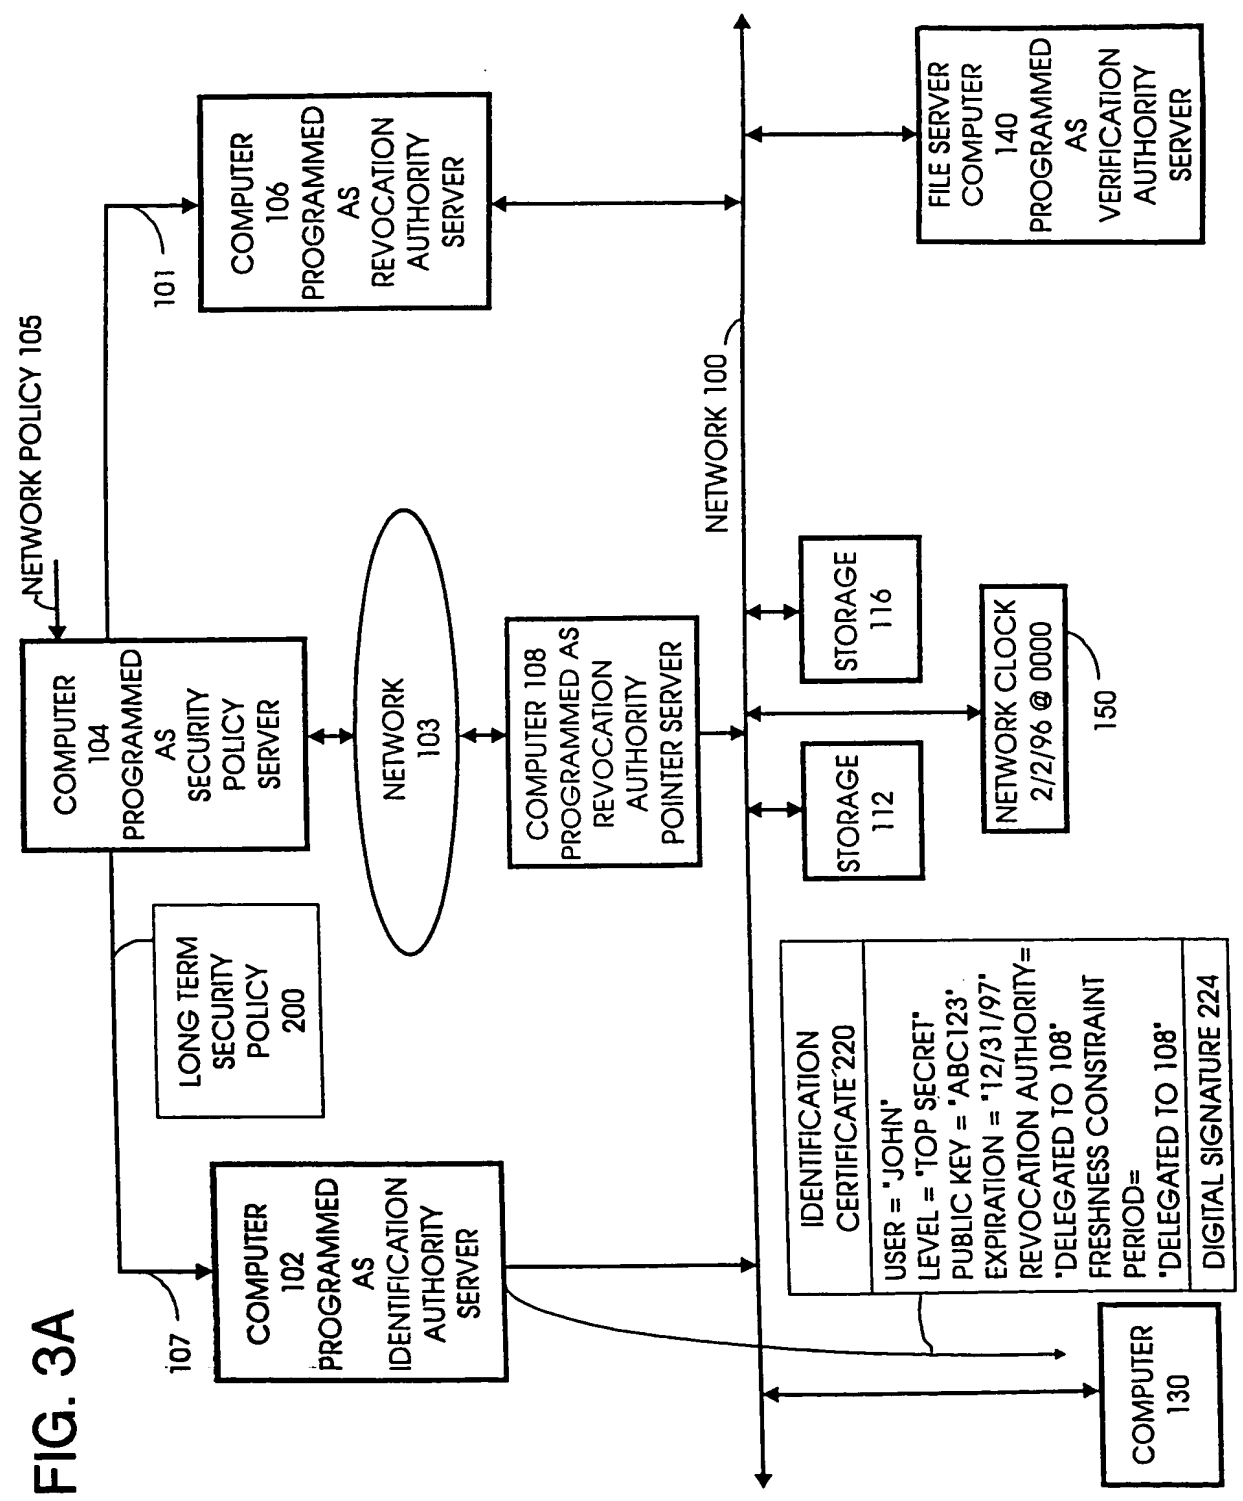 FIG. 3A
NETWORK POLICY 105
COMPUTER
104
PROGRAMMED
AS
SECURITY
POLICY
SERVER
107
LONG TERM
SECURITY
POLICY
200
101
COMPUTER
102
PROGRAMMED
AS
IDENTIFICATION
AUTHORITY
SERVER
NETWORK
103
COMPUTER
106
PROGRAMMED
AS
REVOCATION
AUTHORITY
SERVER
COMPUTER 108
PROGRAMMED AS
REVOCATION
AUTHORITY
POINTER SERVER
NETWORK 100
IDENTIFICATION
CERTIFICATE 220
USER = "JOHN"
LEVEL = "TOP SECRET"
PUBLIC KEY = "ABC123"
EXPIRATION = "12/31/97"
REVOCATION AUTHORITY=
"DELEGATED TO 108"
FRESHNESS CONSTRAINT
PERIOD=
"DELEGATED TO 108"
DIGITAL SIGNATURE 224
STORAGE
112
STORAGE
116
NETWORK CLOCK
2/2/96 @ 0000
150
FILE SERVER
COMPUTER
140
PROGRAMMED
AS
VERIFICATION
AUTHORITY
SERVER
COMPUTER
130